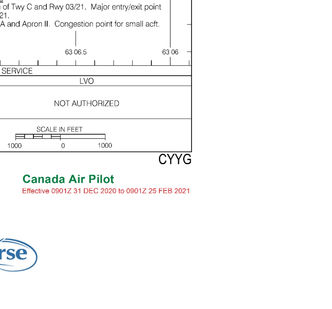 of Twy C and Rwy 03/21. Major entry/exit point
21.
A and Apron II. Congestion point for small acft.
63 06.5 63 06
SERVICE
LVO
NOT AUTHORIZED
SCALE IN FEET
1000 0 1000
CYYG
Canada Air Pilot
Effective 0901Z 31 DEC 2020 to 0901Z 25 FEB 2021
rse